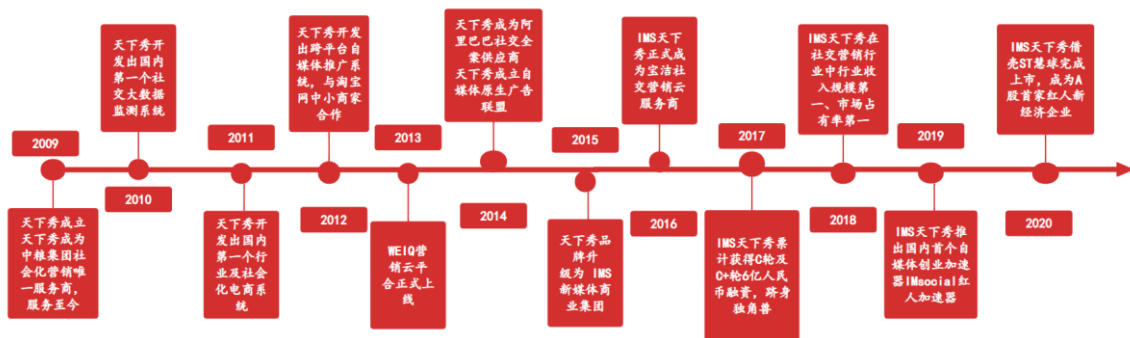 2009
天下秀成立
天下秀成为
中粮集团社
会化营销唯
一服务商，
服务至今
天下秀开
发出国内
第一个社
交大数据
监测系统
2010
2011
天下秀开
发出国内
第一个行
业及社会
化电商系
统
天下秀开发
出跨平台自
媒体推广系
统，与淘宝
网中小商家
合作
2012
2013
WEIQ营
销云平
台正式上
线
天下秀成为阿
里巴巴社交全
案供应商
天下秀成立自
媒体原生广告
联盟
2014
2015
天下秀品
牌升
级为 IMS
新媒体商
业集团
IMS天下
秀正式成
为宝洁社
交营销云
服务商
2016
2017
IMS天下秀累
计获得C轮及
C+轮6亿人民
币融资，跻身
独角兽
IMS天下秀在
社交营销行
业中行业收
入规模第
一、市场占
有率第一
2018
2019
IMS天下秀推
出国内首个自
媒体创业加速
器IMsocial红
人加速器
IMS天下秀借
壳ST慧球完成
上市，成为A
股首家红人新
经济企业
2020